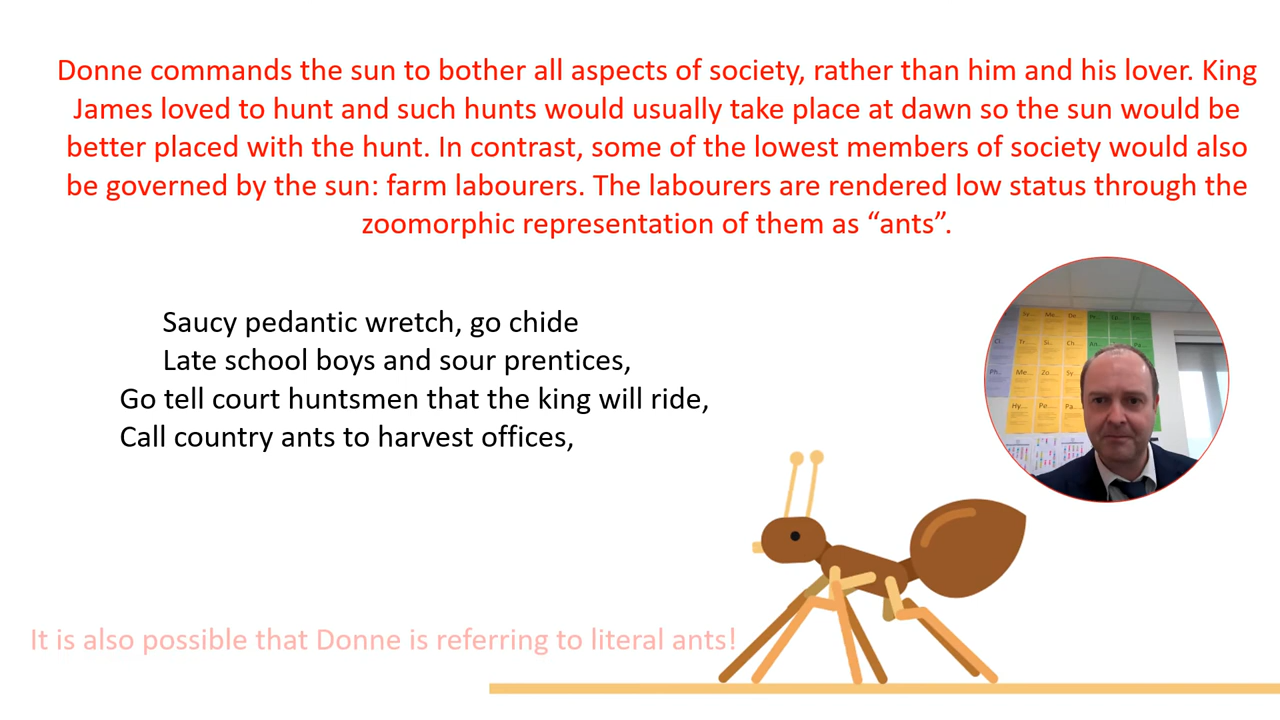 Donne commands the sun to bother all aspects of society, rather than him and his lover. King
James loved to hunt and such hunts would usually take place at dawn so the sun would be
better placed with the hunt. In contrast, some of the lowest members of society would also
be governed by the sun: farm labourers. The labourers are rendered low status through the
zoomorphic representation of them as “ants”.
Saucy pedantic wretch, go chide
Late school boys and sour prentices,
Go tell court huntsmen that the king will ride,
Call country ants to harvest offices,
It is also possible that Donne is referring to literal ants!